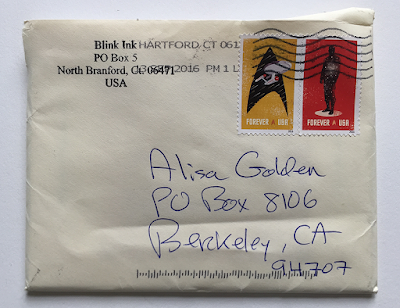 Blink Ink
PO Box 5
North Branford, CT 06471
USA
HARTFORD CT 061
2016 PM 1 L
FOREVER USA
FOREVER USA
Alisa Golden
PO Box 8106
Berkeley, CA
94707